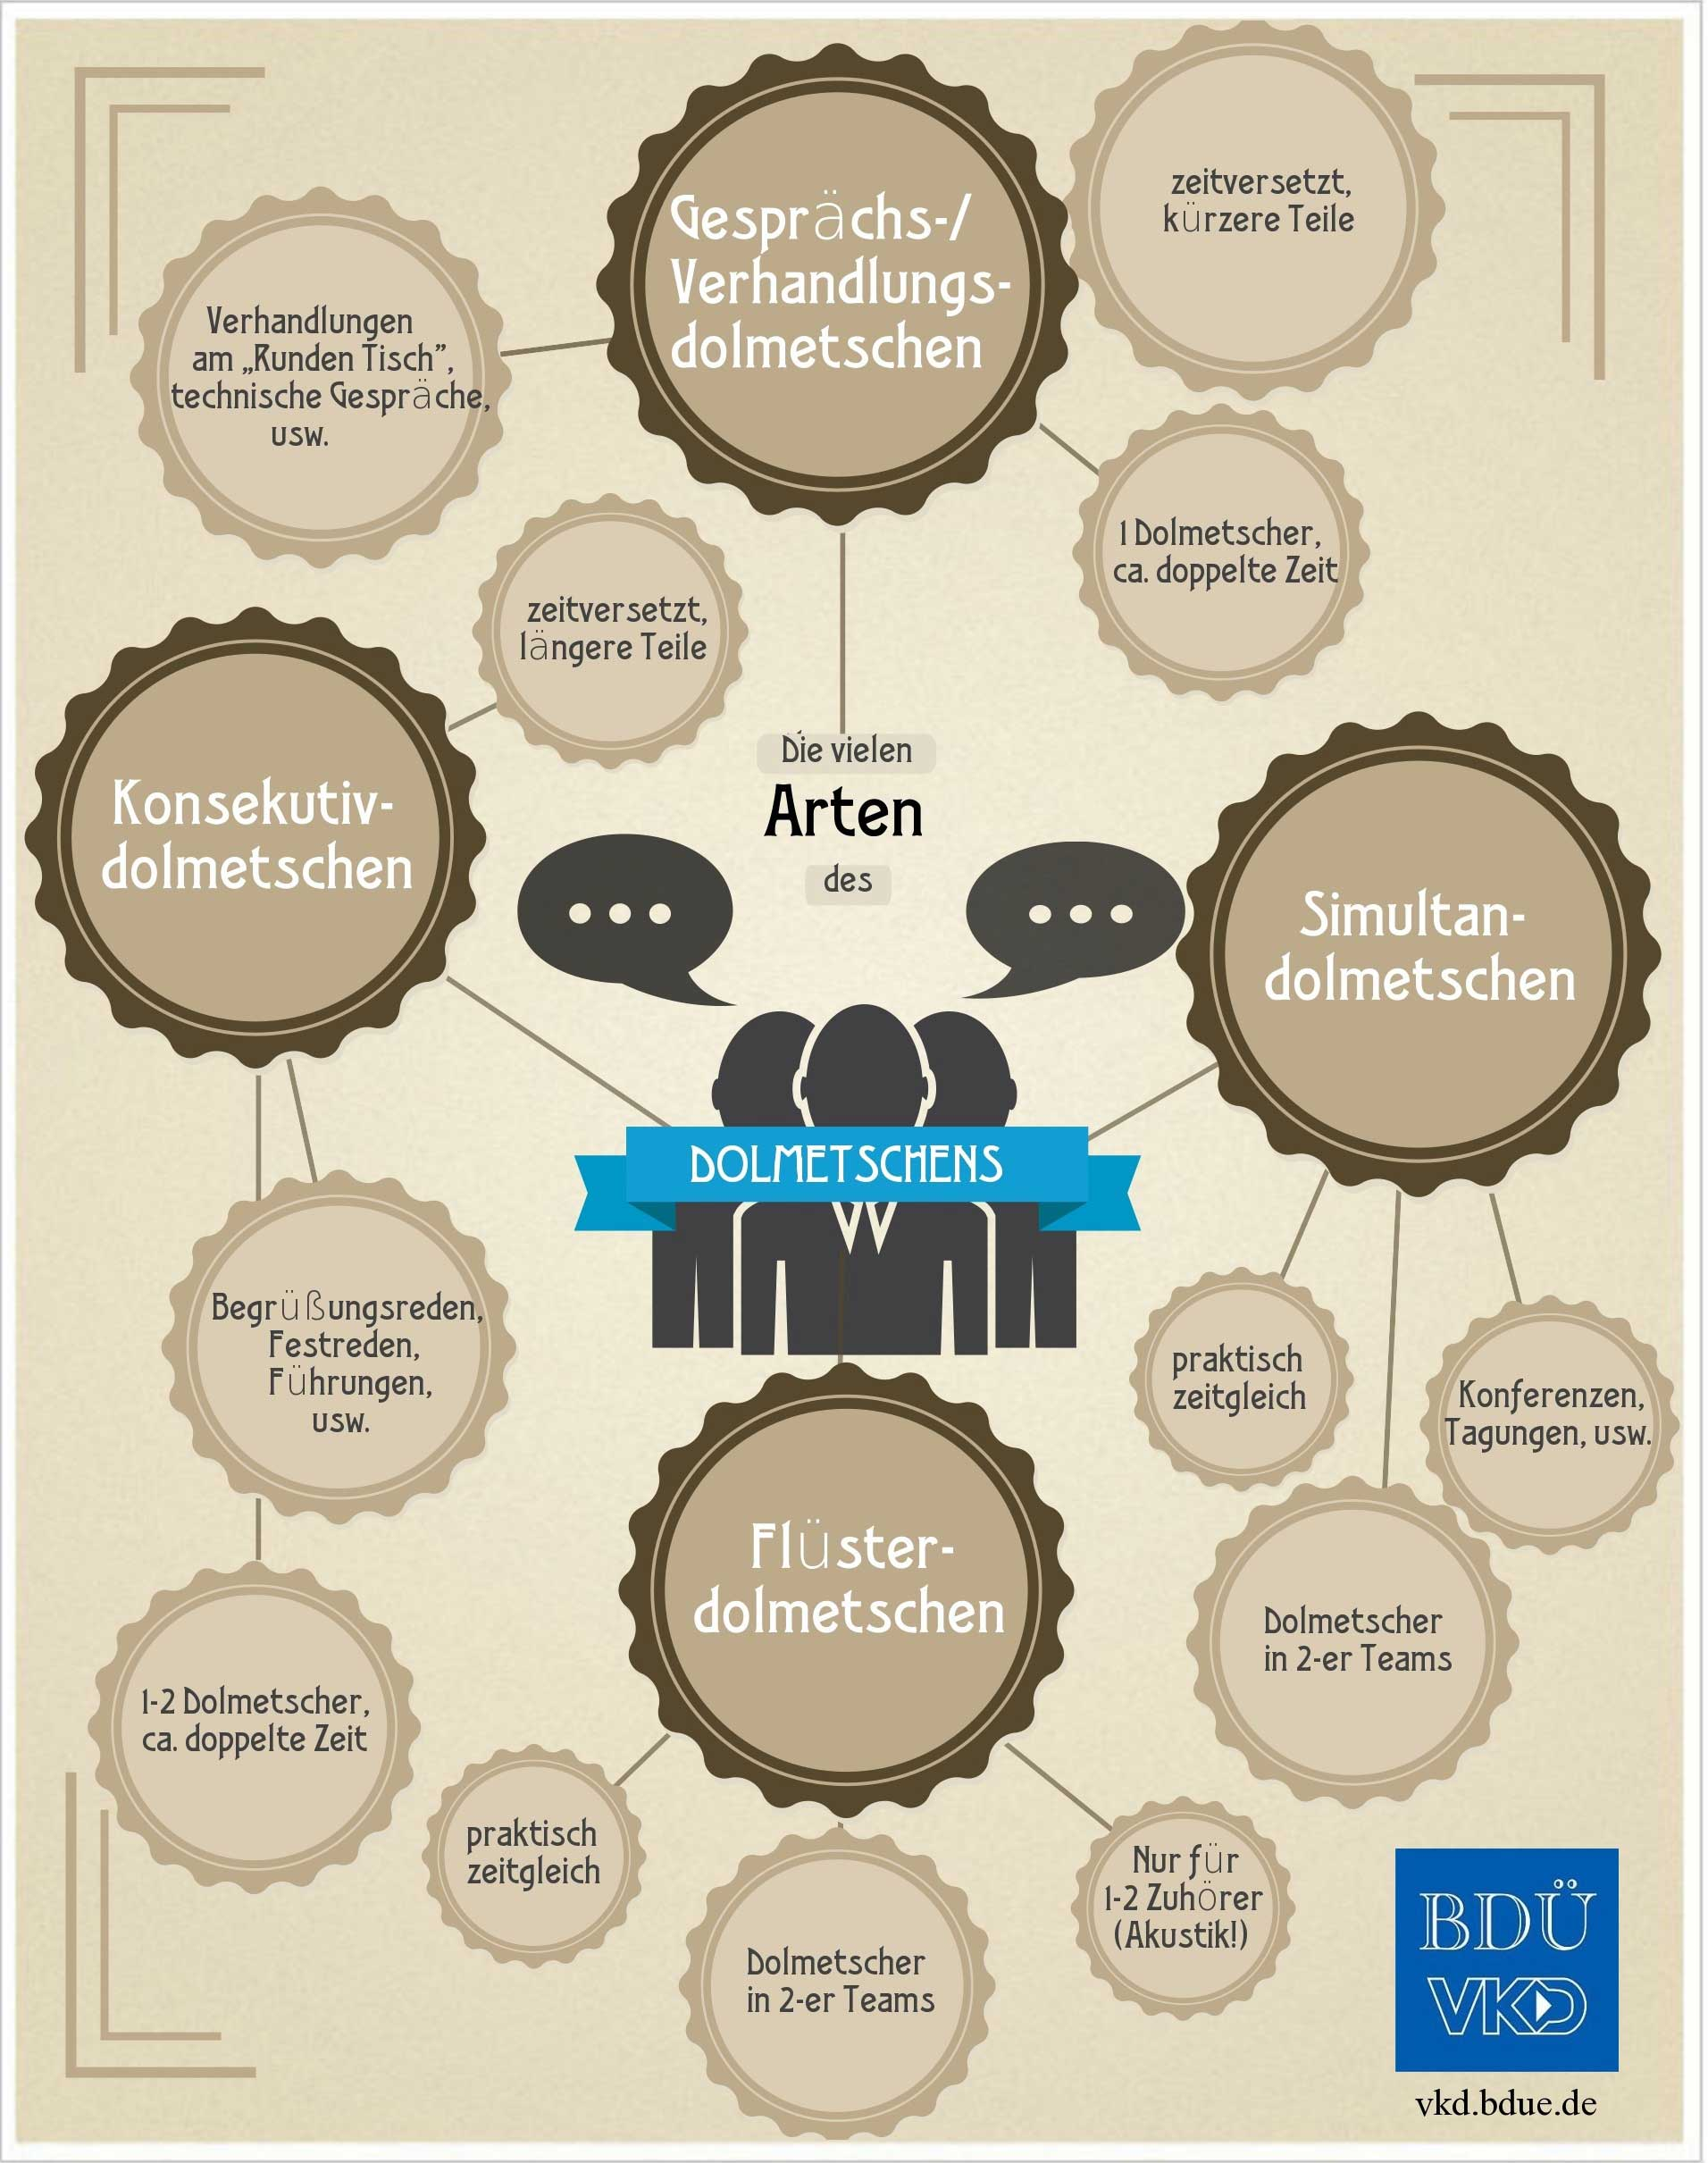 Gesprächs-/
Verhandlungs-
dolmetschen
zeitversetzt,
kürzere Teile
Verhandlungen
am „Runden Tisch”,
technische Gespräche,
usw.
1 Dolmetscher,
ca. doppelte Zeit
zeitversetzt,
längere Teile
Konsekutiv-
dolmetschen
Die vielen
Arten
des
DOLMETSCHENS
Simultan-
dolmetschen
Begrüßungsreden,
Festreden,
Führungen,
usw.
praktisch
zeitgleich
Konferenzen,
Tagungen, usw.
Flüster-
dolmetschen
Dolmetscher
in 2-er Teams
1-2 Dolmetscher,
ca. doppelte Zeit
praktisch
zeitgleich
Dolmetscher
in 2-er Teams
Nur für
1-2 Zuhörer
(Akustik!)
BDÜ
VKD
vkd.bdue.de